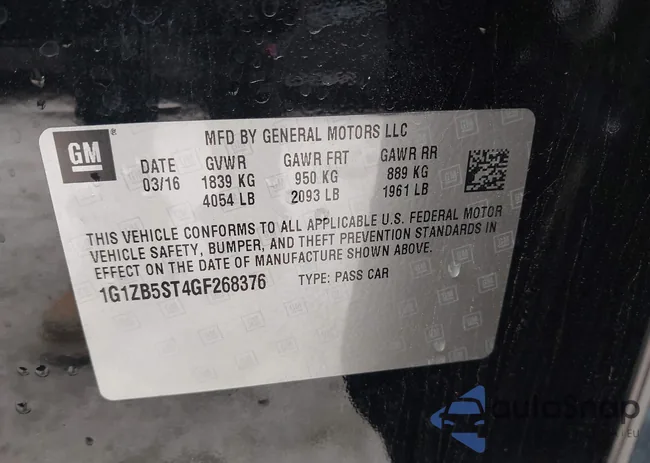 GM
MFD BY GENERAL MOTORS LLC
DATE GVWR GAWR FRT GAWR RR
03/16 1839 KG 950 KG 889 KG
4054 LB 2093 LB 1961 LB
THIS VEHICLE CONFORMS TO ALL APPLICABLE U.S. FEDERAL MOTOR
VEHICLE SAFETY, BUMPER, AND THEFT PREVENTION STANDARDS IN
EFFECT ON THE DATE OF MANUFACTURE SHOWN ABOVE.
1G1ZB5ST4GF268376 TYPE: PASS CAR
autoSnap
.EU